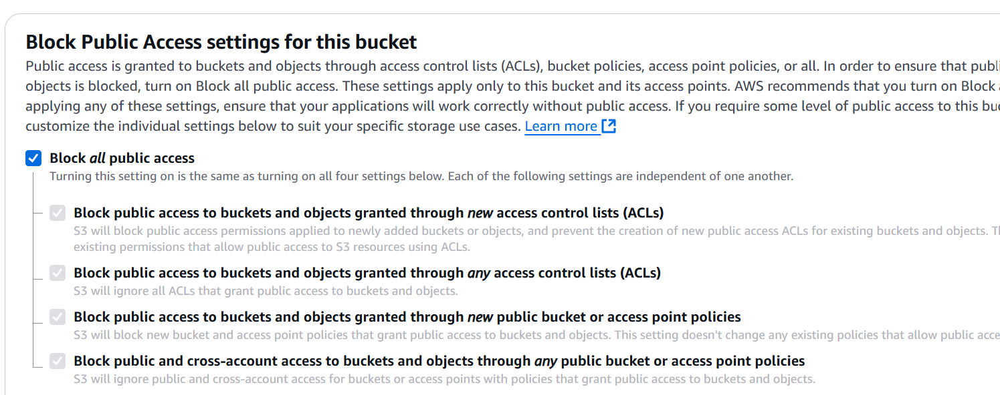 Block Public Access settings for this bucket
Public access is granted to buckets and objects through access control lists (ACLs), bucket policies, access point policies, or all. In order to ensure that
objects is blocked, turn on Block all public access. These settings apply only to this bucket and its access points. AWS recommends that you turn on Block
applying any of these settings, ensure that your applications will work correctly without public access. If you require some level of public access to this
customize the individual settings below to suit your specific storage use cases. Learn more
Block all public access
Turning this setting on is the same as turning on all four settings below. Each of the following settings are independent of one another.
Block public access to buckets and objects granted through new access control lists (ACLs)
S3 will block public access permissions applied to newly added buckets or objects, and prevent the creation of new public access ACLs for existing buckets and objects.
existing permissions that allow public access to S3 resources using ACLs.
Block public access to buckets and objects granted through any access control lists (ACLs)
S3 will ignore all ACLs that grant public access to buckets and objects.
Block public access to buckets and objects granted through new public bucket or access point policies
S3 will block new bucket and access point policies that grant public access to buckets and objects. This setting doesn't change any existing policies that allow public
Block public and cross-account access to buckets and objects through any public bucket or access point policies
S3 will ignore public and cross-account access for buckets or access points with policies that grant public access to buckets and objects.